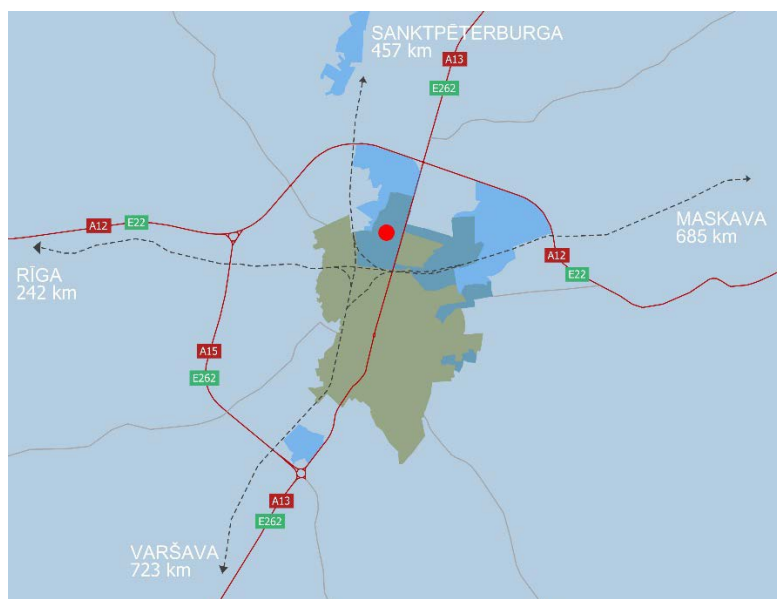 SANKTPĒTERBURGA
457 km
A13
E262
MASKAVA
685 km
A12
E22
RĪGA
242 km
A12
E22
A15
E262
A13
E262
VARŠAVA
723 km